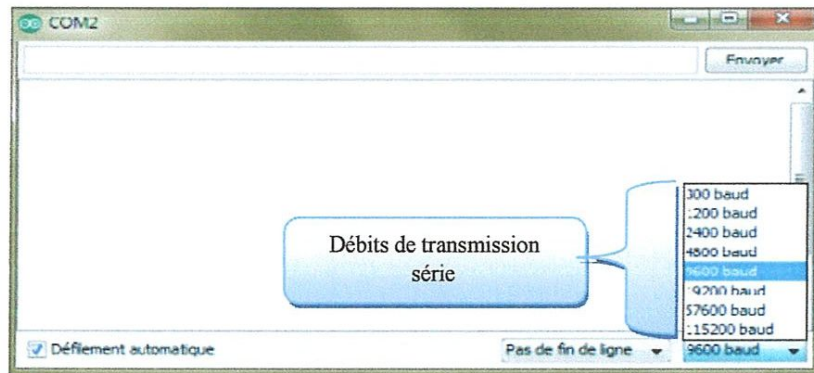 COM2
Envoyer
300 baud
1200 baud
2400 baud
4800 baud
9600 baud
19200 baud
57600 baud
115200 baud
Débits de transmission
série
Défilement automatique
Pas de fin de ligne
9600 baud